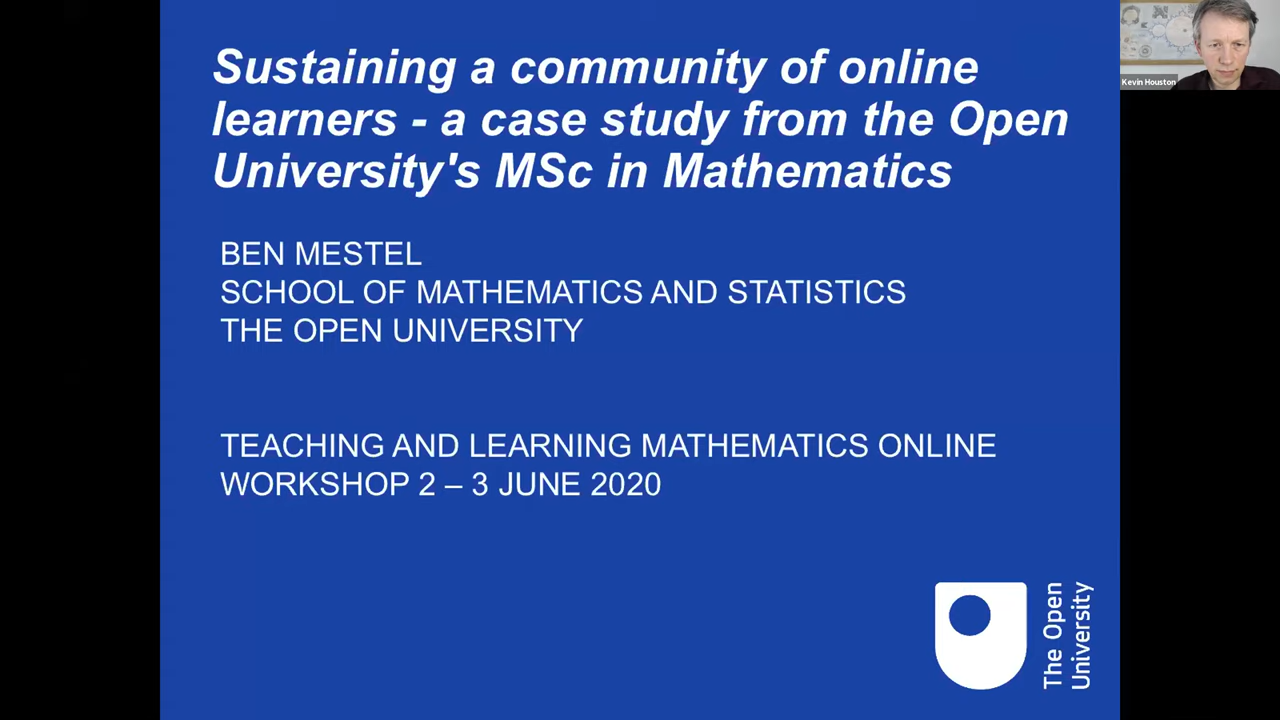 Sustaining a community of online
learners - a case study from the Open
University's MSc in Mathematics
BEN MESTEL
SCHOOL OF MATHEMATICS AND STATISTICS
THE OPEN UNIVERSITY
TEACHING AND LEARNING MATHEMATICS ONLINE
WORKSHOP 2 – 3 JUNE 2020
The Open
University
Kevin Houston